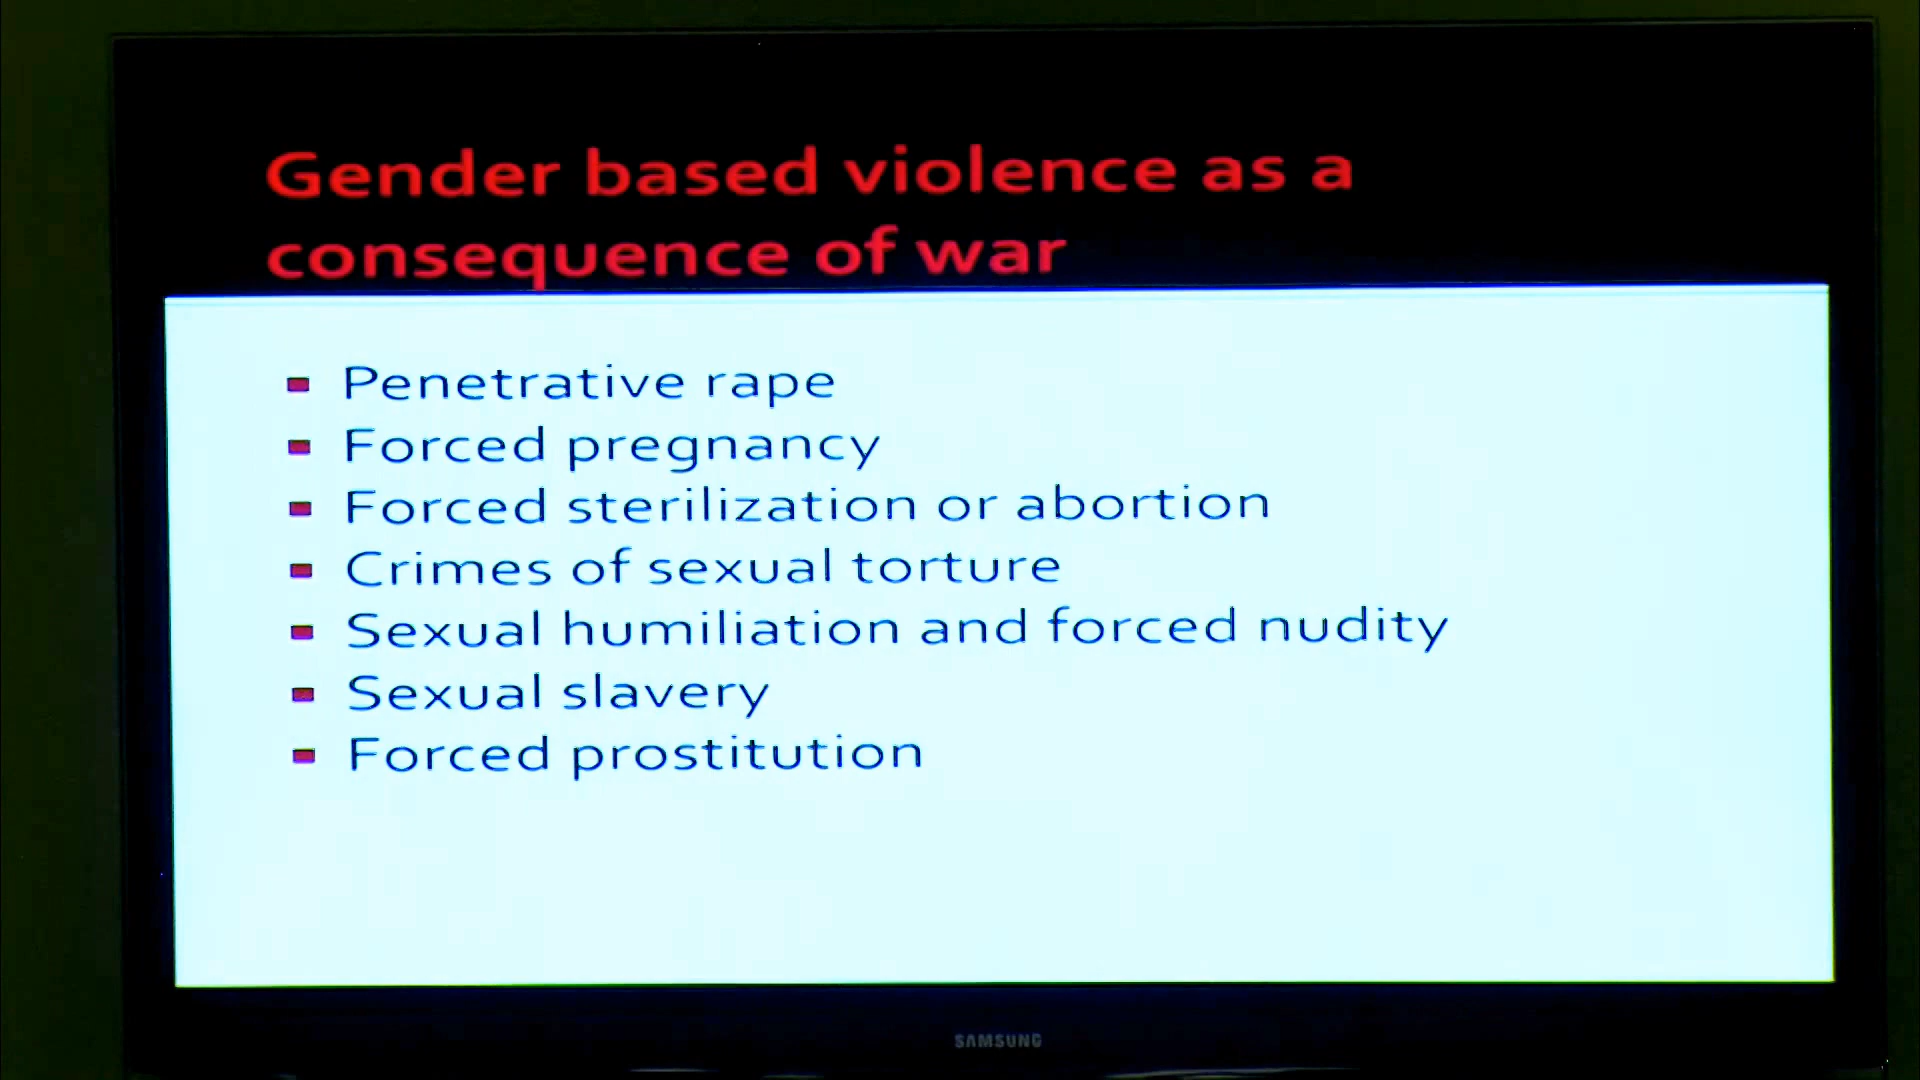 Gender based violence as a
consequence of war
Penetrative rape
Forced pregnancy
Forced sterilization or abortion
Crimes of sexual torture
Sexual humiliation and forced nudity
Sexual slavery
Forced prostitution
SAMSUNG